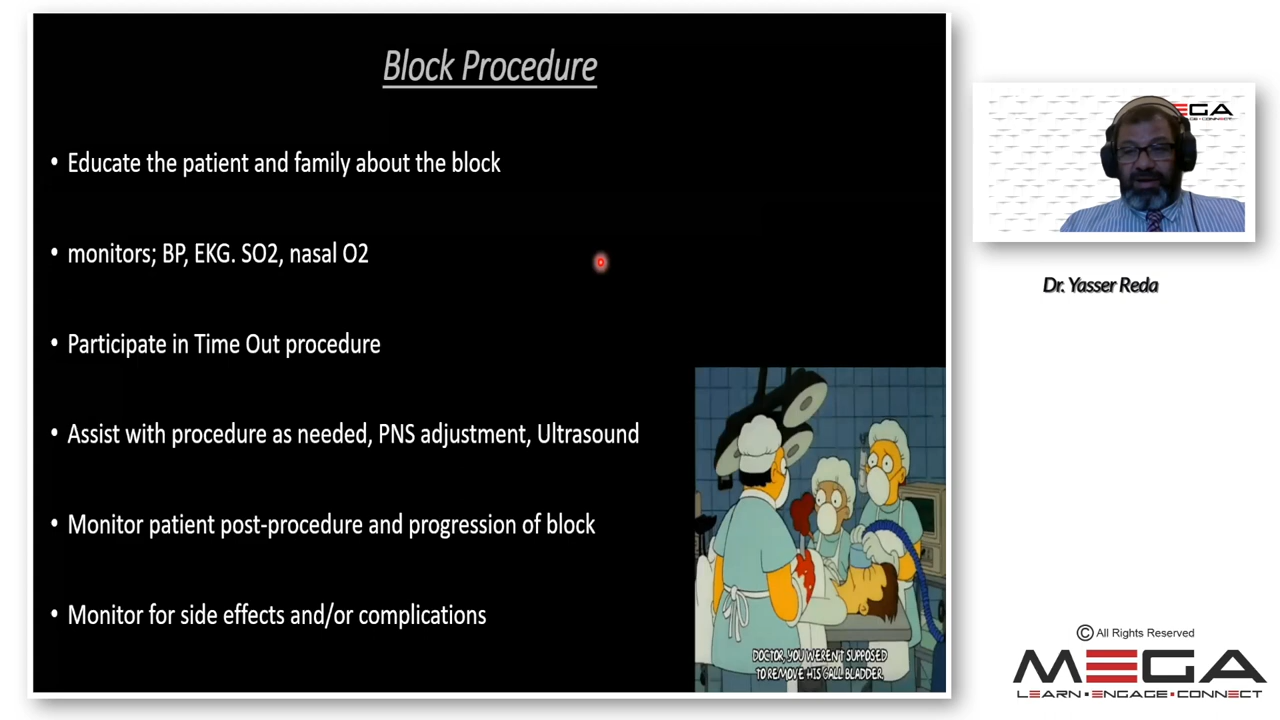 Block Procedure
• Educate the patient and family about the block
• monitors; BP, EKG. SO2, nasal O2
• Participate in Time Out procedure
• Assist with procedure as needed, PNS adjustment, Ultrasound
• Monitor patient post-procedure and progression of block
• Monitor for side effects and/or complications
DOCTOR, YOU WEREN'T SUPPOSED
TO REMOVE HIS GALL BLADDER.
EGA
Dr. Yasser Reda
© All Rights Reserved
MEGA
LEARN•ENGAGE•CONNECT